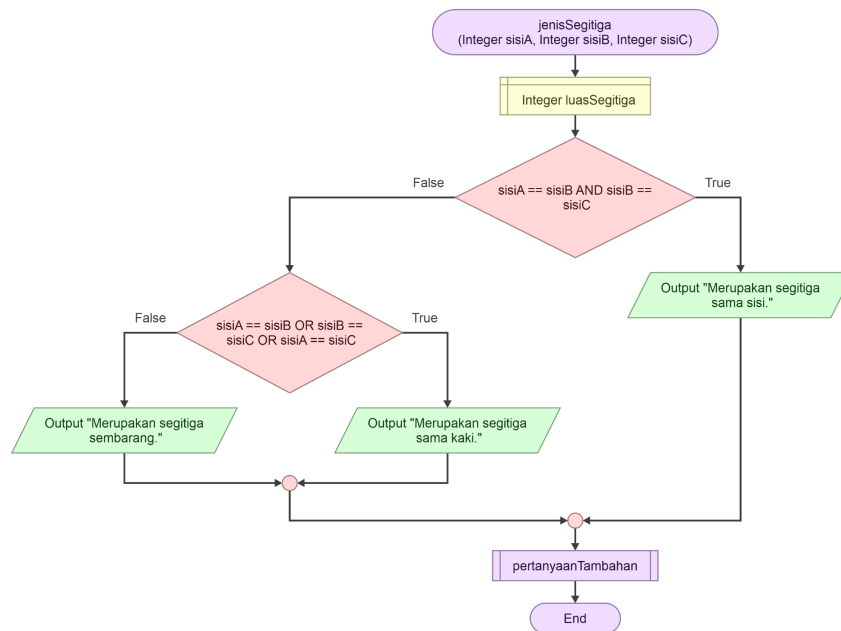 jenisSegitiga
(Integer sisiA, Integer sisiB, Integer sisiC)
Integer luasSegitiga
False
True
sisiA == sisiB AND sisiB ==
sisiC
Output "Merupakan segitiga
sama sisi."
False
True
sisiA == sisiB OR sisiB ==
sisiC OR sisiA == sisiC
Output "Merupakan segitiga
sembarang."
Output "Merupakan segitiga
sama kaki."
pertanyaanTambahan
End